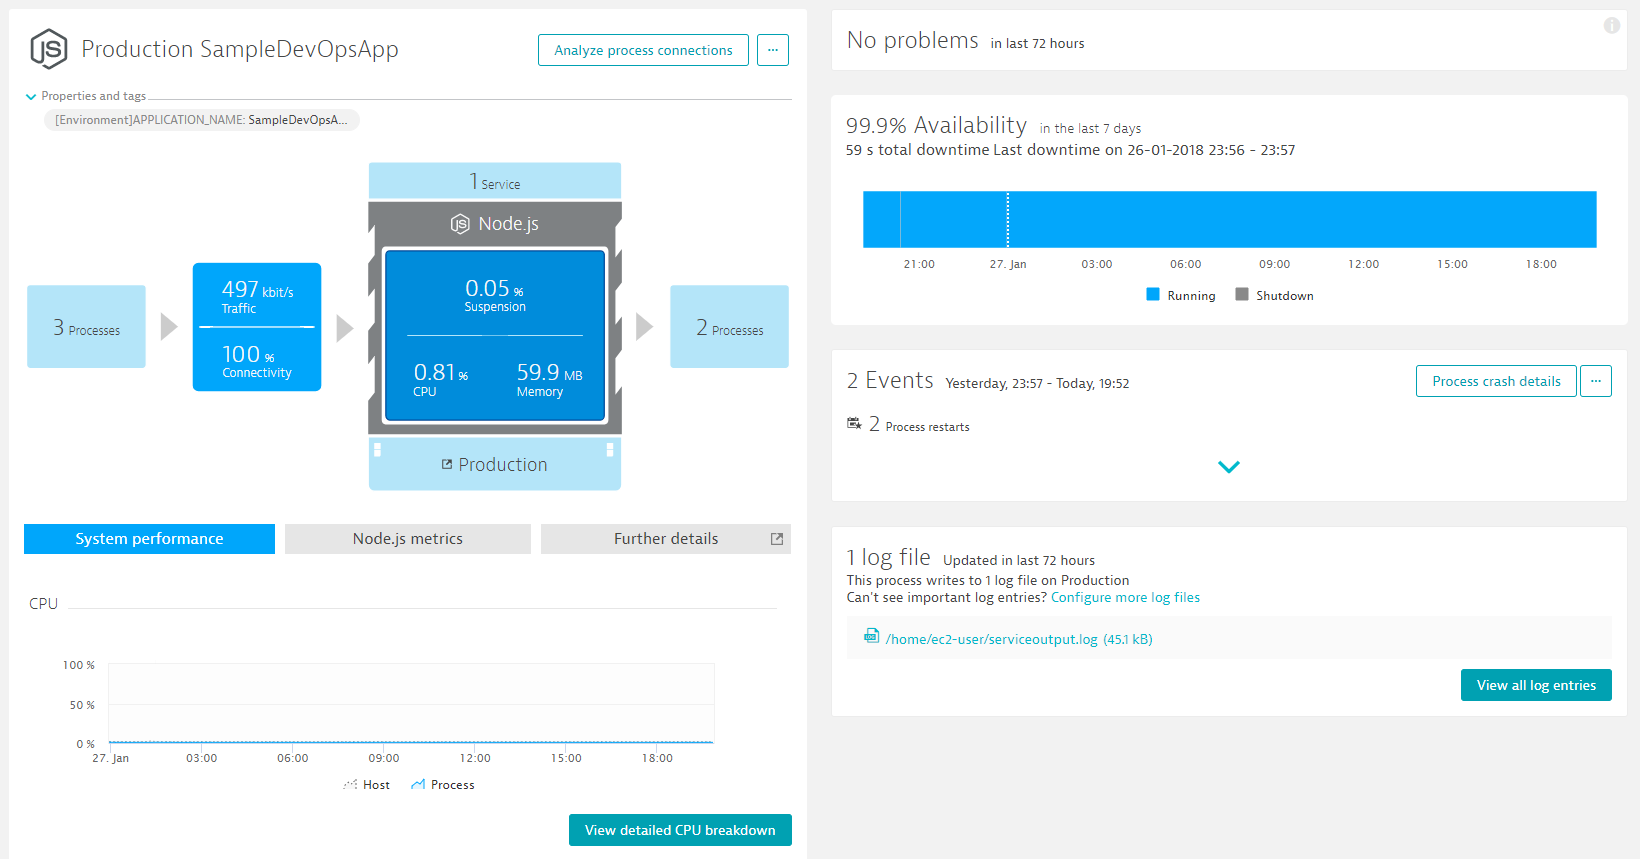 JS
Production SampleDevOpsApp
Analyze process connections
...
Properties and tags
[Environment]APPLICATION_NAME: SampleDevOpsA...
1 Service
JS Node.js
3 Processes
497 kbit/s
Traffic
100 %
Connectivity
0.05 %
Suspension
0.81 %
CPU
59.9 MB
Memory
2 Processes
Production
System performance
Node.js metrics
Further details
CPU
100 %
50 %
0 %
27. Jan 03:00 06:00 09:00 12:00 15:00 18:00
Host Process
View detailed CPU breakdown
No problems in last 72 hours
i
99.9% Availability in the last 7 days
59 s total downtime Last downtime on 26-01-2018 23:56 - 23:57
21:00 27. Jan 03:00 06:00 09:00 12:00 15:00 18:00
Running Shutdown
2 Events Yesterday, 23:57 - Today, 19:52
Process crash details
...
2 Process restarts
1 log file Updated in last 72 hours
This process writes to 1 log file on Production
Can't see important log entries? Configure more log files
LOG /home/ec2-user/serviceoutput.log (45.1 kB)
View all log entries